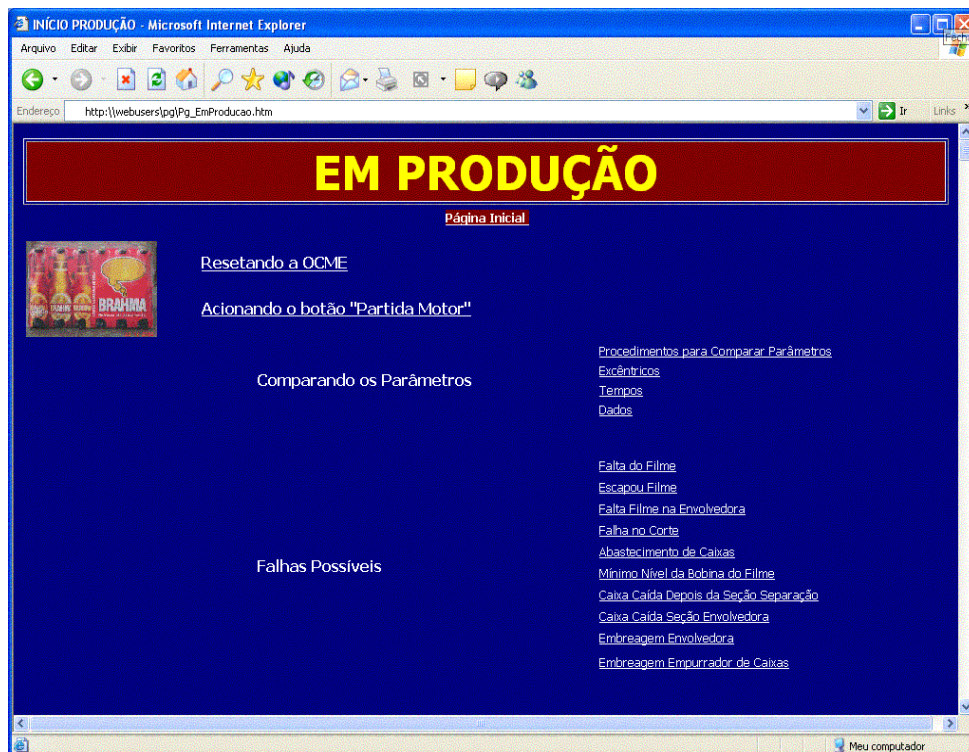 INÍCIO PRODUÇÃO - Microsoft Internet Explorer
Arquivo Editar Exibir Favoritos Ferramentas Ajuda
Fecha
Endereço http:\\webusers\pg\Pg_EmProducao.htm Ir Links
EM PRODUÇÃO
Página Inicial
Resetando a OCME
Acionando o botão "Partida Motor"
BRAHMA
Comparando os Parâmetros
Procedimentos para Comparar Parâmetros
Excêntricos
Tempos
Dados
Falhas Possíveis
Falta do Filme
Escapou Filme
Falta Filme na Envolvedora
Falha no Corte
Abastecimento de Caixas
Mínimo Nível da Bobina do Filme
Caixa Caída Depois da Seção Separação
Caixa Caída Seção Envolvedora
Embreagem Envolvedora
Embreagem Empurrador de Caixas
Meu computador